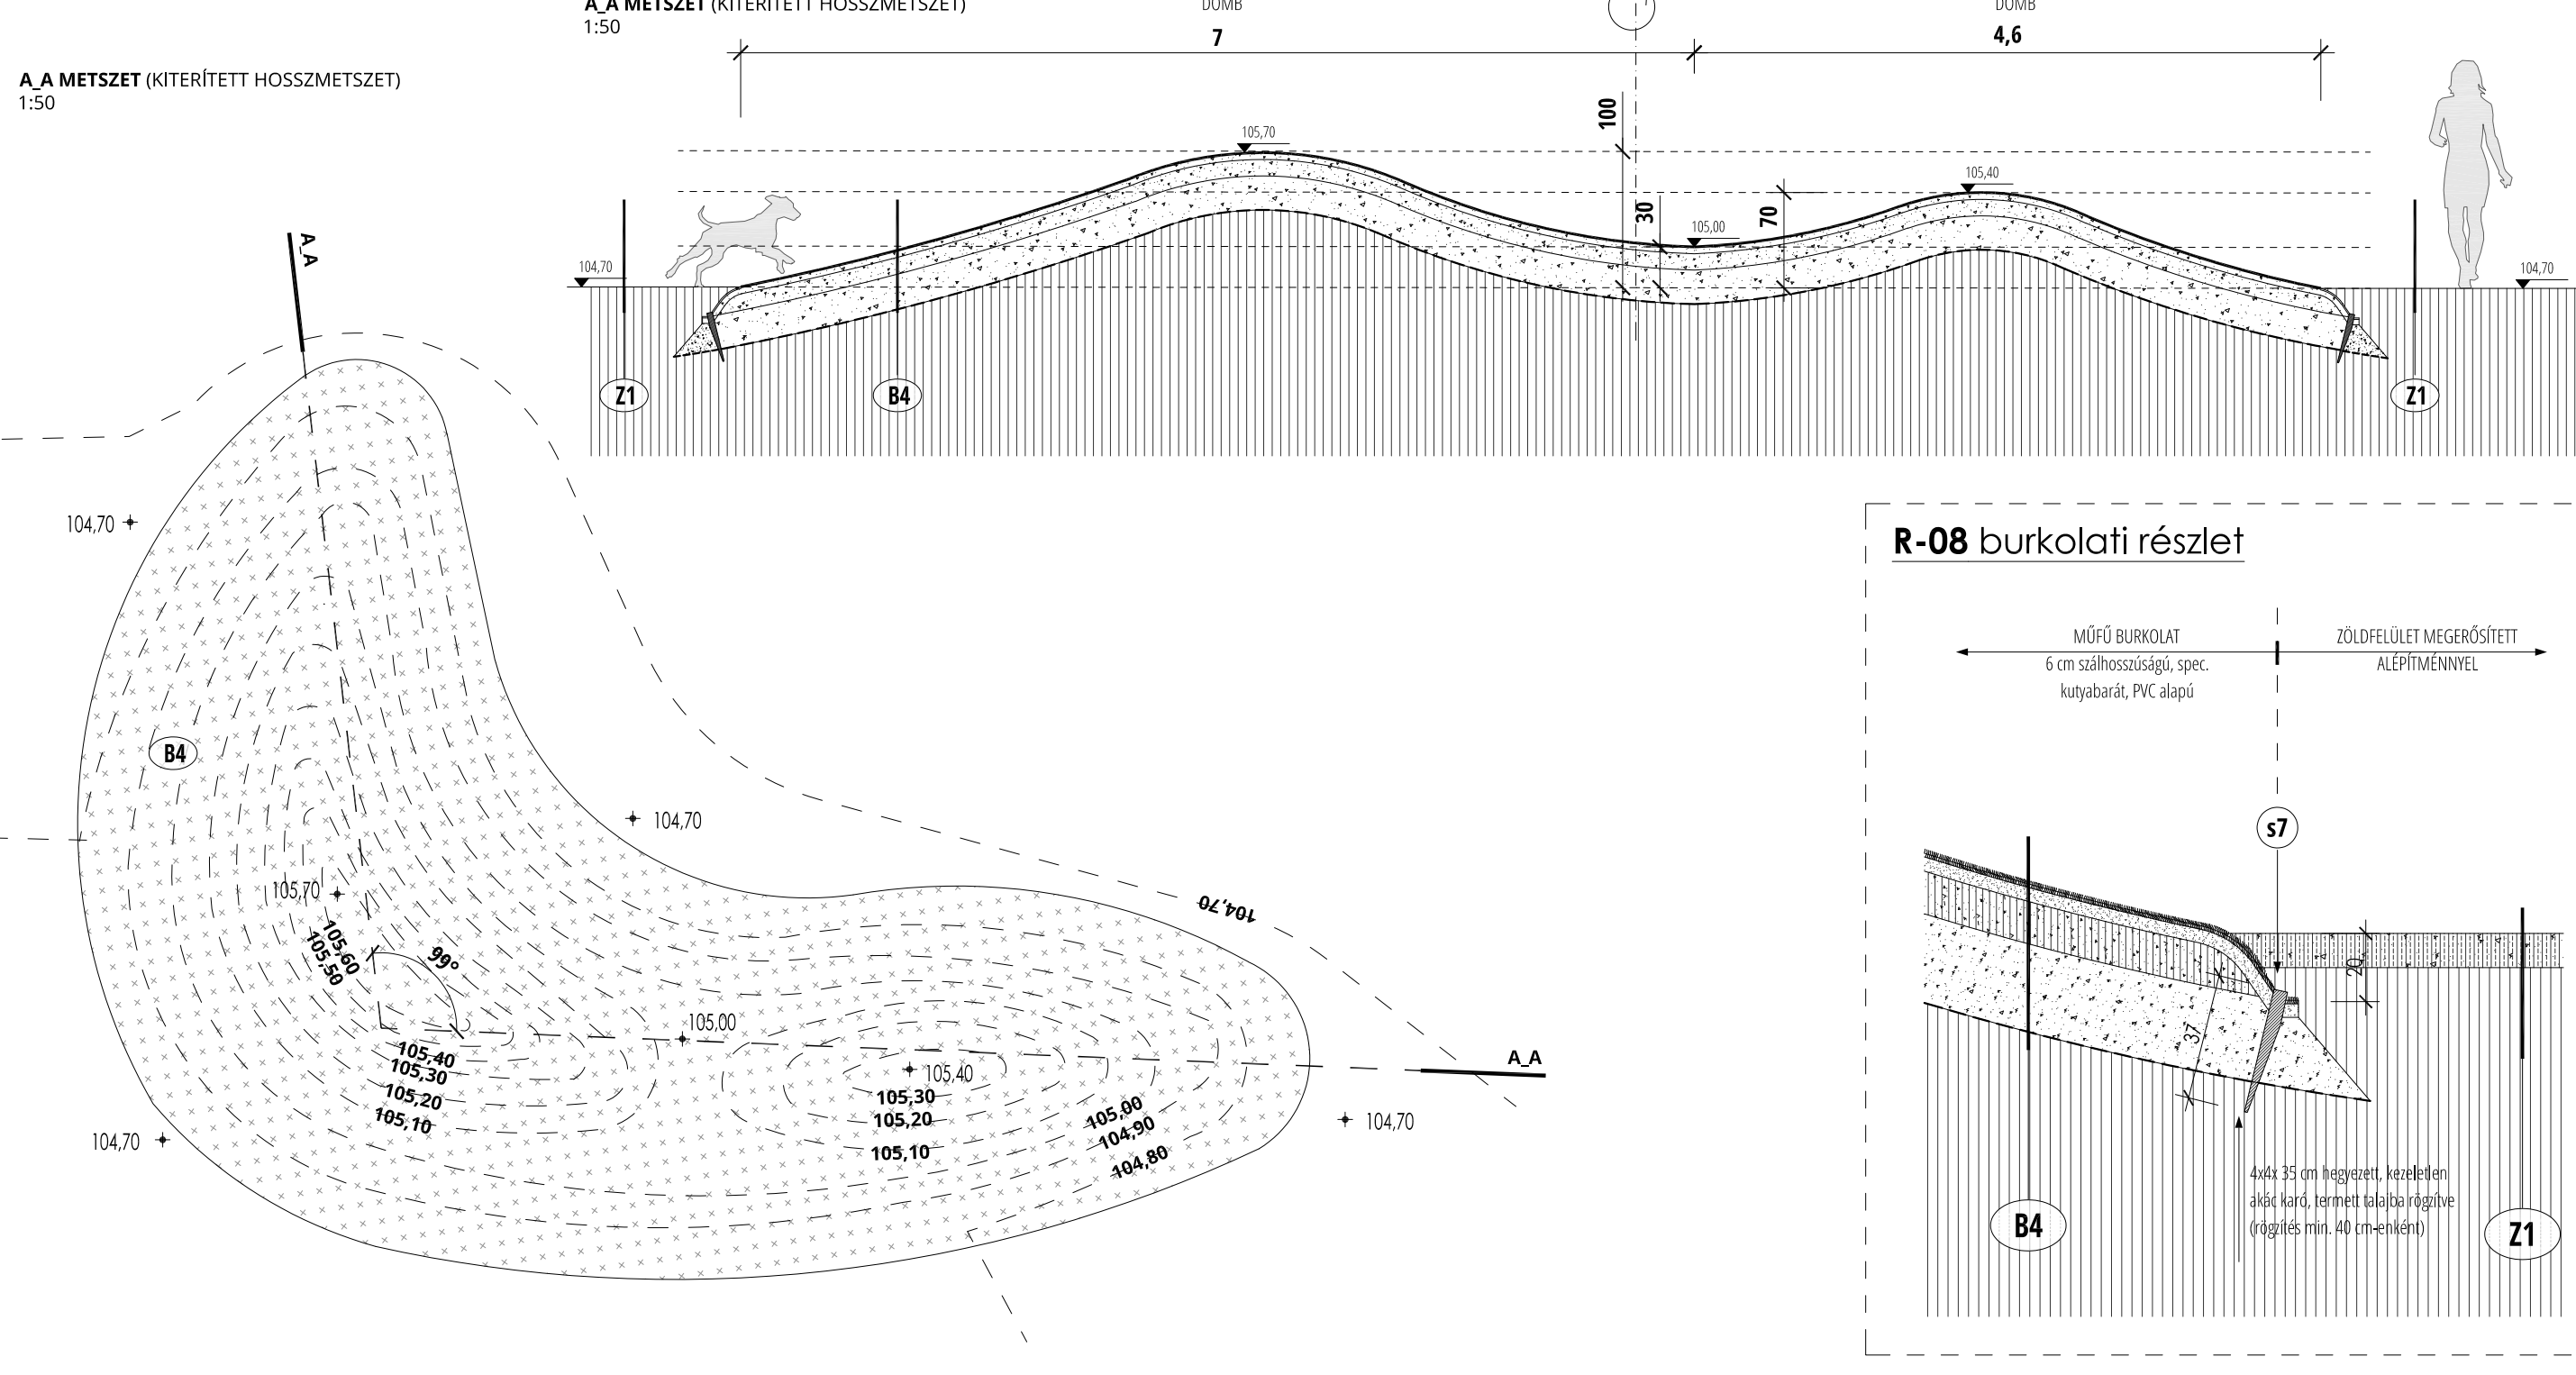 A_A METSZET (KITERÍTETT HOSSZMETSZET)
1:50
DOMB
DOMB
7
4,6
A_A METSZET (KITERÍTETT HOSSZMETSZET)
1:50
100
105,70
105,40
30
70
105,00
104,70
104,70
Z1
B4
Z1
A_A
104,70
R-08 burkolati részlet
MŰFŰ BURKOLAT
6 cm szálhosszúságú, spec.
kutyabarát, PVC alapú
ZÖLDFELÜLET MEGERŐSÍTETT
ALÉPÍTMÉNNYEL
B4
104,70
s7
105,70
104,70
105,60
105,50
99°
20
105,00
37
105,40
105,30
105,20
105,10
A_A
105,40
105,30
105,20
105,10
105,00
104,90
104,80
104,70
104,70
4x4x 35 cm hegyezett, kezeletlen
akác karó, termett talajba rögzítve
(rögzítés min. 40 cm-enként)
B4
Z1